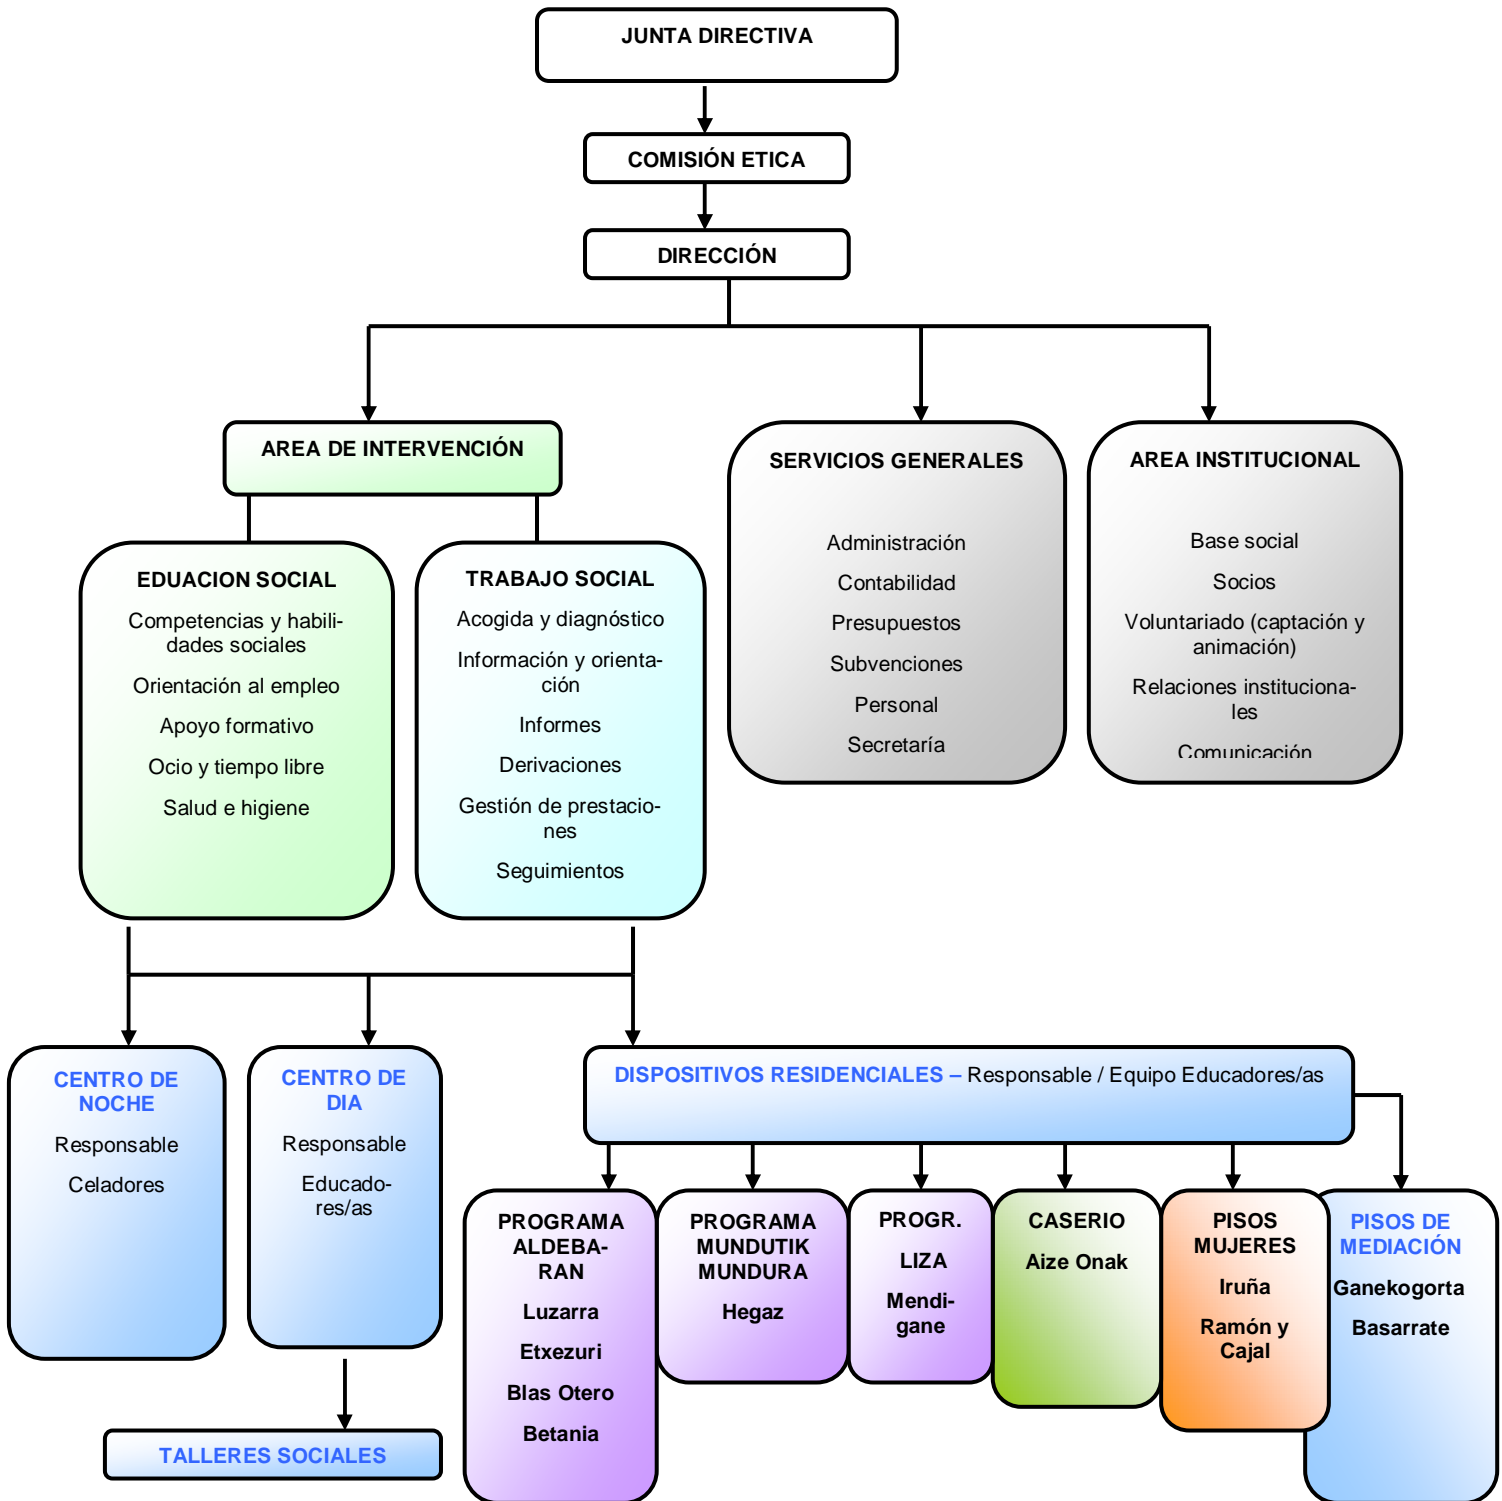 JUNTA DIRECTIVA
COMISIÓN ETICA
DIRECCIÓN
AREA DE INTERVENCIÓN
SERVICIOS GENERALES
Administración
Contabilidad
Presupuestos
Subvenciones
Personal
Secretaría
AREA INSTITUCIONAL
Base social
Socios
Voluntariado (captación y
animación)
Relaciones instituciona-
les
Comunicación
EDUACION SOCIAL
Competencias y habili-
dades sociales
Orientación al empleo
Apoyo formativo
Ocio y tiempo libre
Salud e higiene
TRABAJO SOCIAL
Acogida y diagnóstico
Información y orienta-
ción
Informes
Derivaciones
Gestión de prestacio-
nes
Seguimientos
CENTRO DE
NOCHE
Responsable
Celadores
CENTRO DE
DIA
Responsable
Educado-
res/as
TALLERES SOCIALES
DISPOSITIVOS RESIDENCIALES – Responsable / Equipo Educadores/as
PROGRAMA
ALDEBA-
RAN
Luzarra
Etxezuri
Blas Otero
Betania
PROGRAMA
MUNDUTIK
MUNDURA
Hegaz
PROGR.
LIZA
Mendi-
gane
CASERIO
Aize Onak
PISOS
MUJERES
Iruña
Ramón y
Cajal
PISOS DE
MEDIACIÓN
Ganekogorta
Basarrate